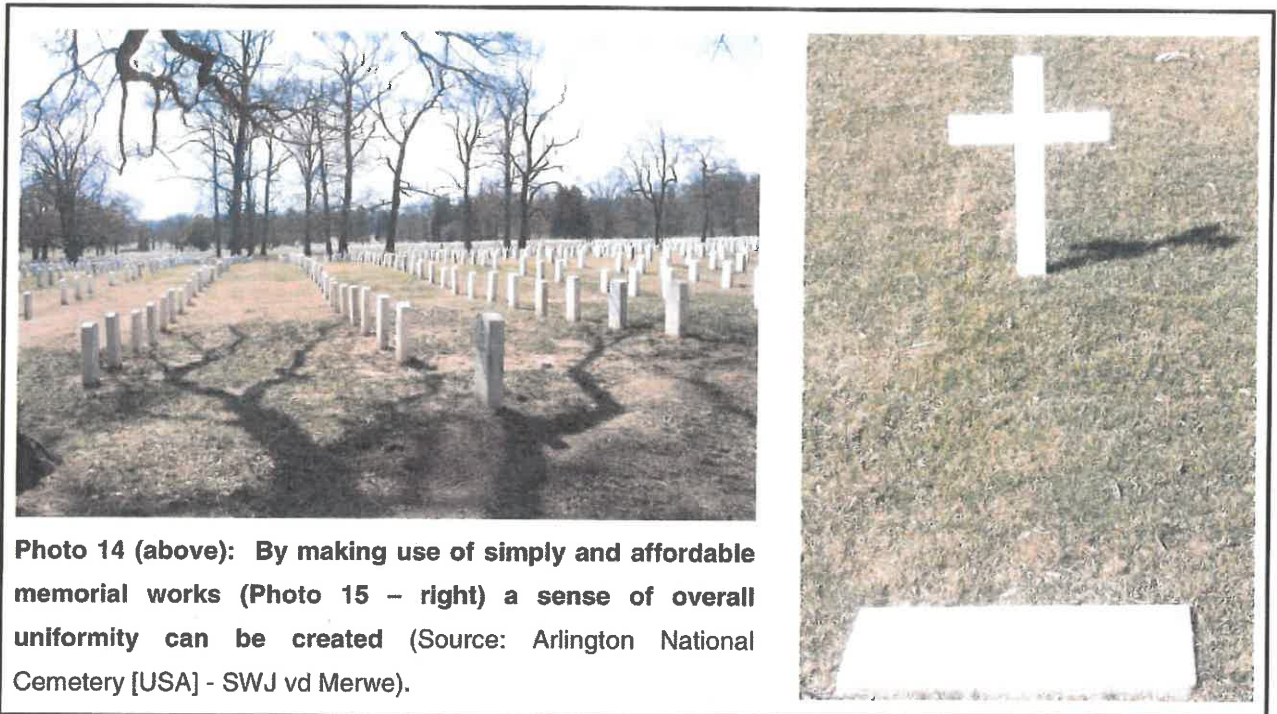 Photo 14 (above): By making use of simply and affordable
memorial works (Photo 15 – right) a sense of overall
uniformity can be created (Source: Arlington National
Cemetery [USA] - SWJ vd Merwe).